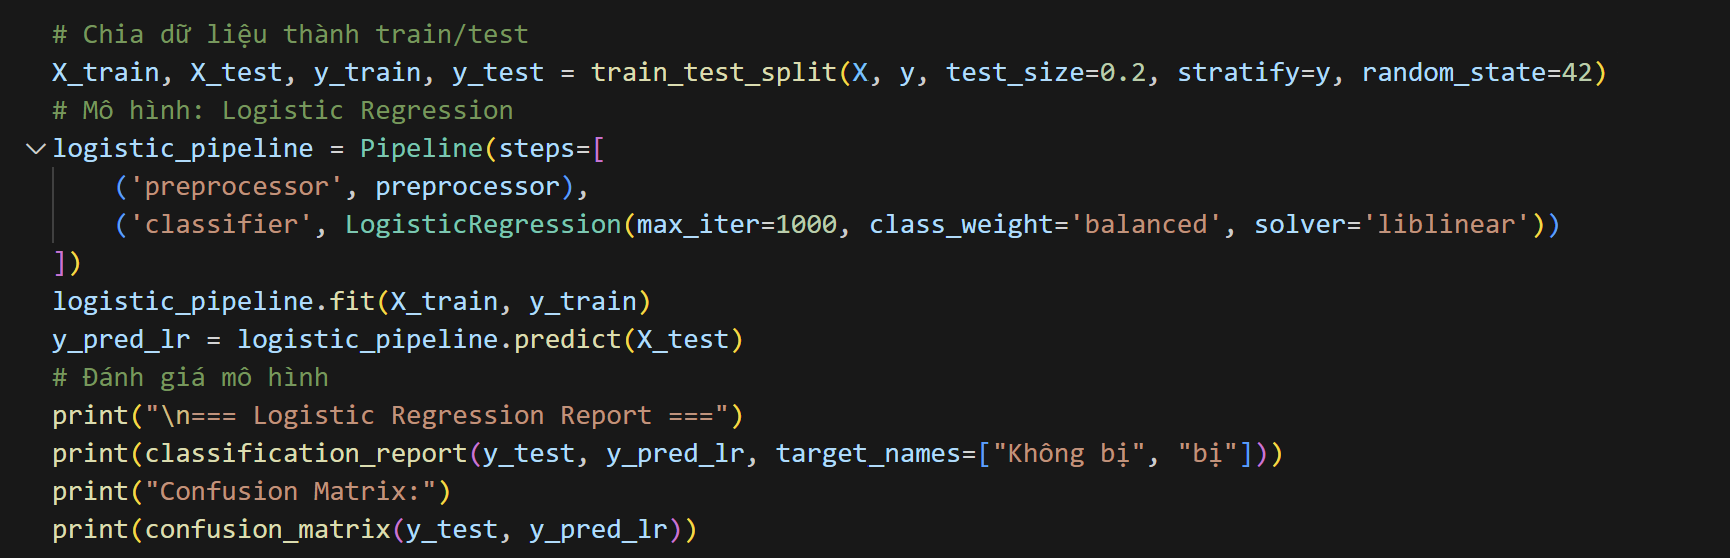 # Chia dữ liệu thành train/test
X_train, X_test, y_train, y_test = train_test_split(X, y, test_size=0.2, stratify=y, random_state=42)
# Mô hình: Logistic Regression
logistic_pipeline = Pipeline(steps=[
    ('preprocessor', preprocessor),
    ('classifier', LogisticRegression(max_iter=1000, class_weight='balanced', solver='liblinear'))
])
logistic_pipeline.fit(X_train, y_train)
y_pred_lr = logistic_pipeline.predict(X_test)
# Đánh giá mô hình
print("\n=== Logistic Regression Report ===")
print(classification_report(y_test, y_pred_lr, target_names=["Không bị", "bị"]))
print("Confusion Matrix:")
print(confusion_matrix(y_test, y_pred_lr))